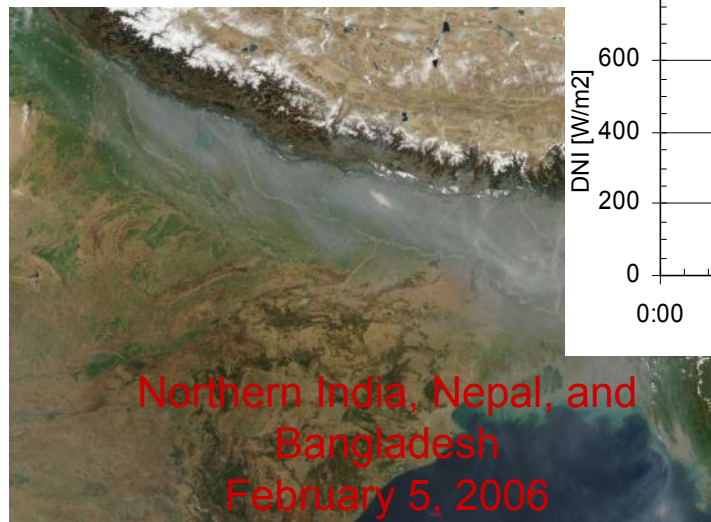 600
400
200
0
DNI [W/m2]
0:00
Northern India, Nepal, and
Bangladesh
February 5, 2006